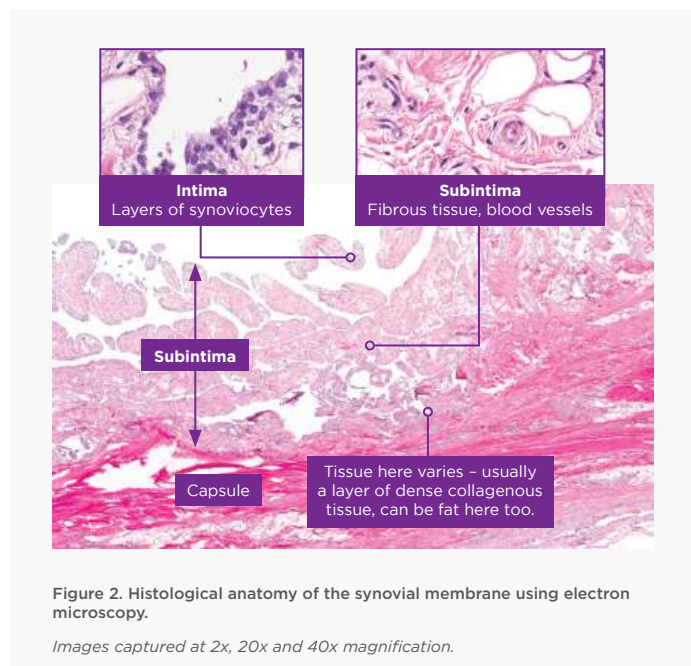 Intima
Layers of synoviocytes
Subintima
Fibrous tissue, blood vessels
Subintima
Capsule
Tissue here varies – usually
a layer of dense collagenous
tissue, can be fat here too.
Figure 2. Histological anatomy of the synovial membrane using electron
microscopy.
Images captured at 2x, 20x and 40x magnification.